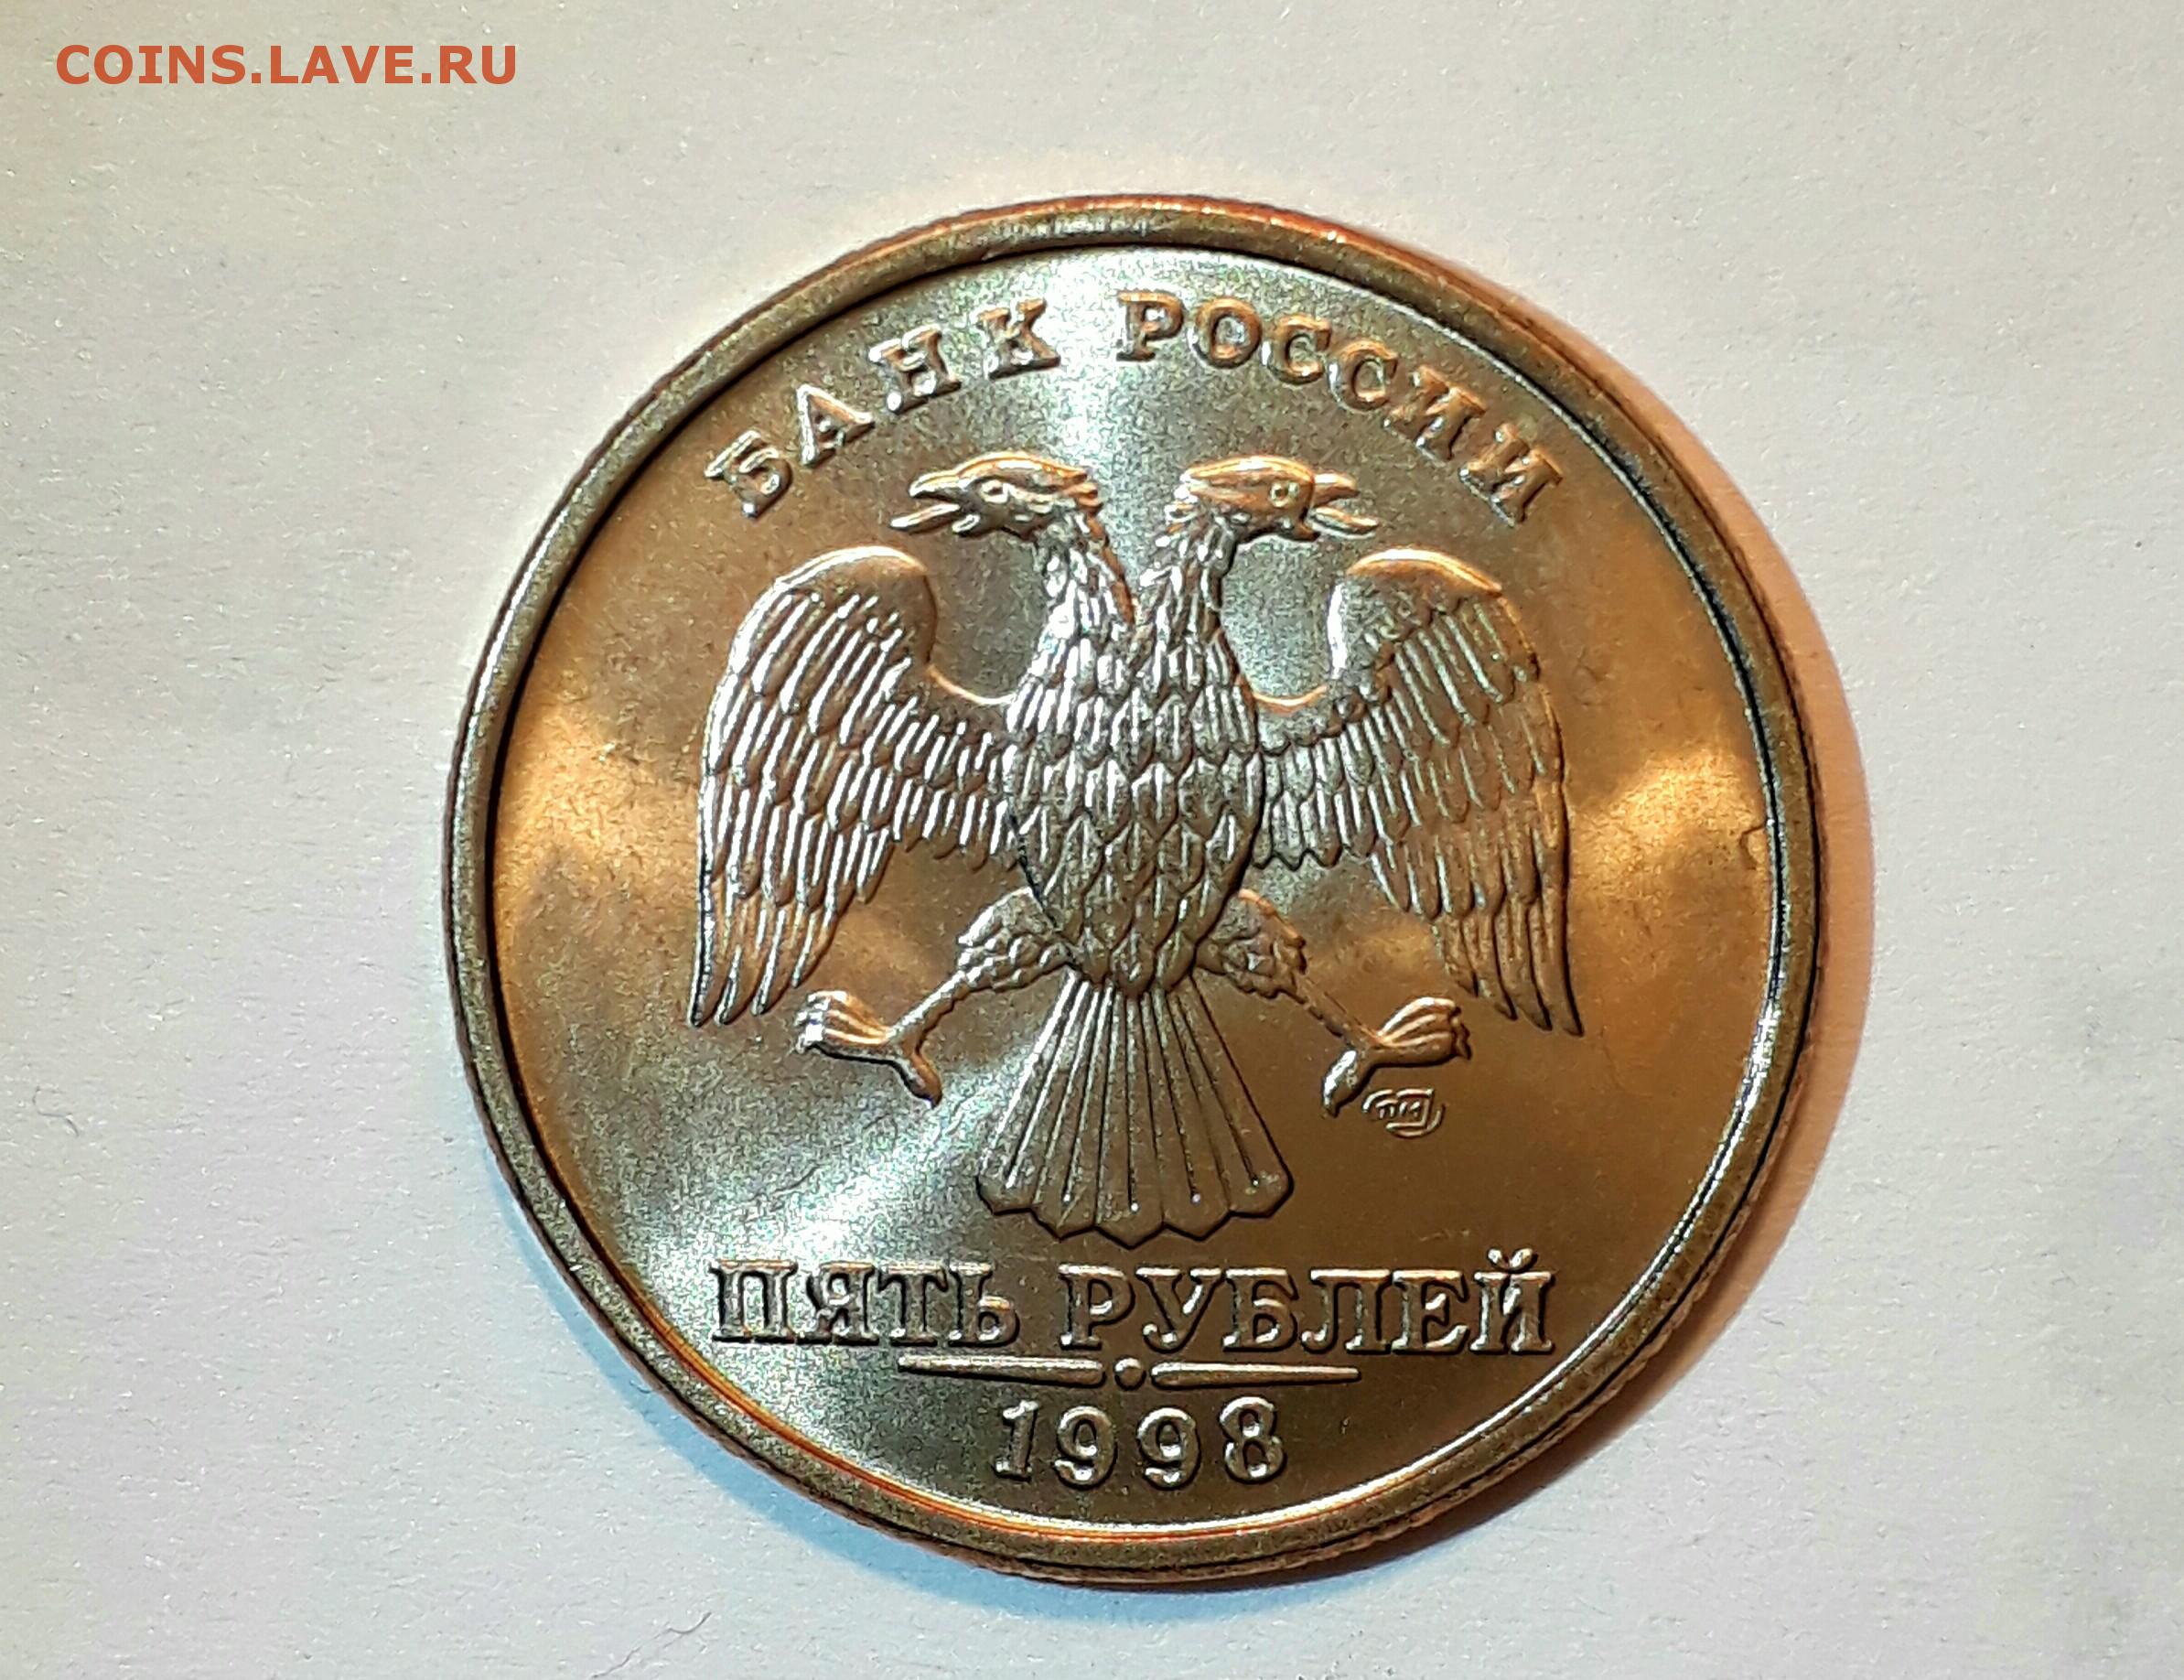 COINS.LAVE.RU
БАНК РОССИИ
ПЯТЬ РУБЛЕЙ
1998